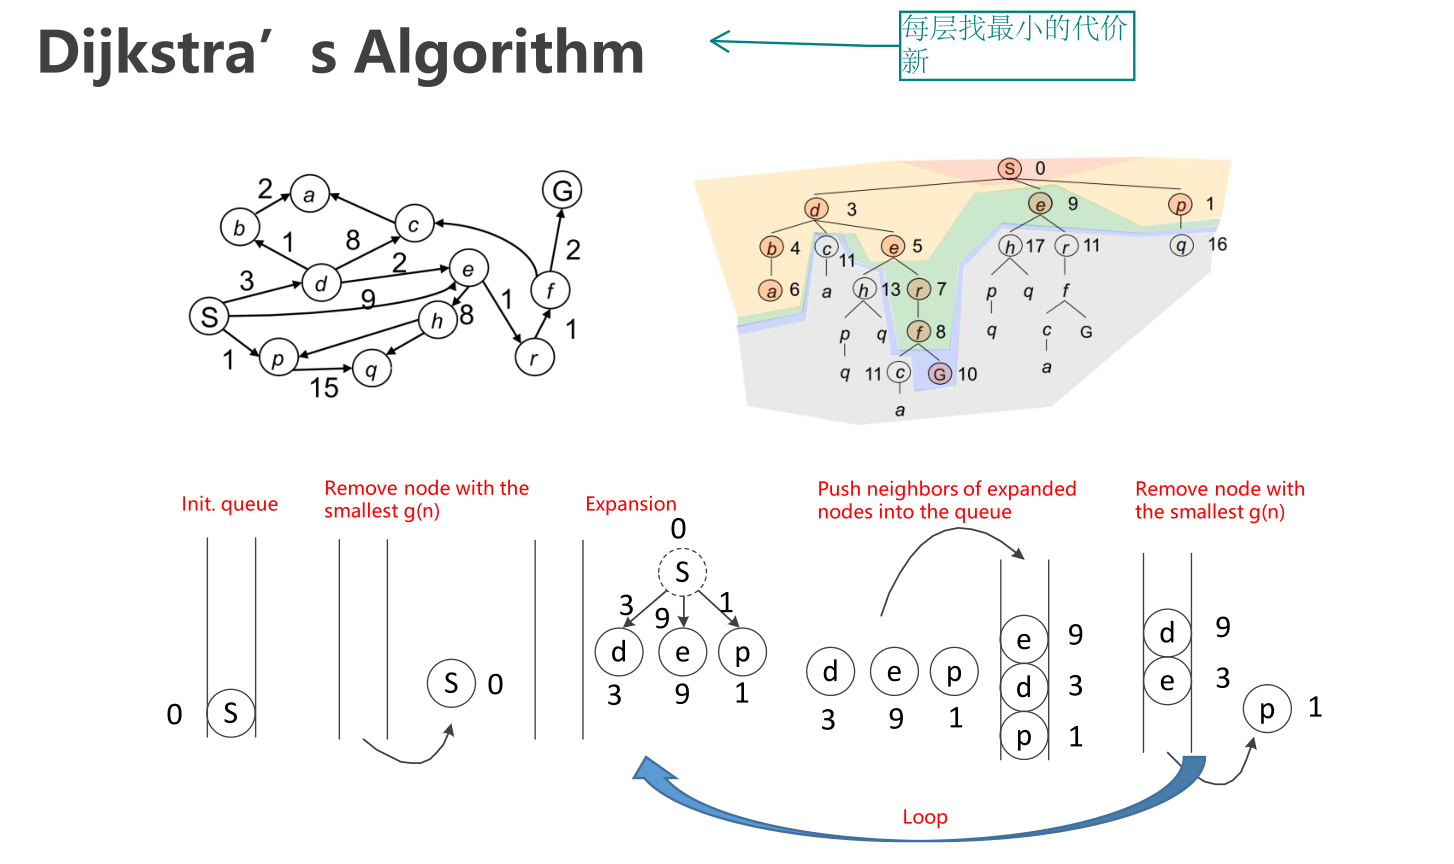 Dijkstra’s Algorithm
每层找最小的代价
新
2
a
G
b
c
1
8
2
2
e
3
d
9
f
S
h
8
1
1
1
p
q
r
15
S 0
d 3
e 9
p 1
b 4
c 11
e 5
h 17
r 11
q 16
a 6
a
h 13
r 7
p
q
f
p
q
f 8
q
c
G
q
11 c
G 10
a
a
Init. queue
Remove node with the
smallest g(n)
Expansion
Push neighbors of expanded
nodes into the queue
Remove node with
the smallest g(n)
0 S
S 0
0
S
3
9
1
d
e
p
3
9
1
d
e
p
3
9
1
e 9
d 3
p 1
d 9
e 3
p 1
Loop